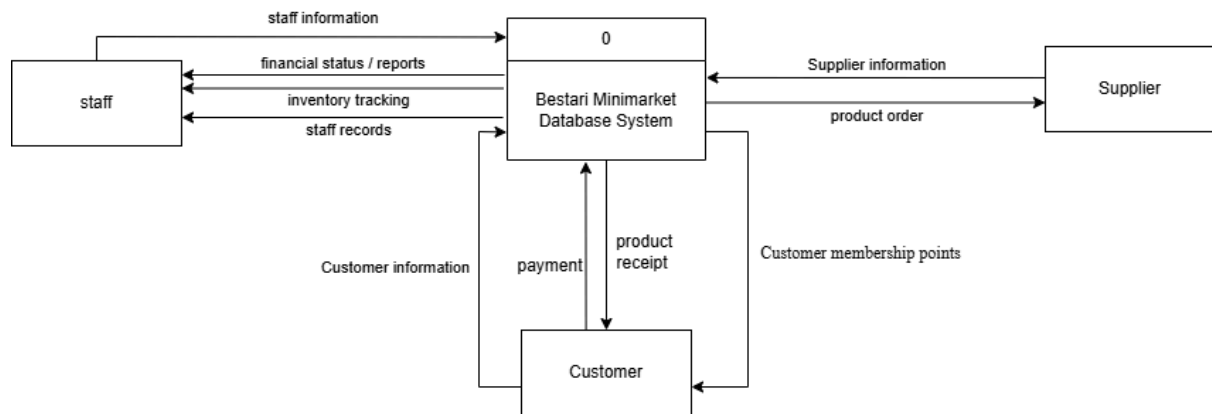 staff information
0
financial status / reports
staff
inventory tracking
staff records
Bestari Minimarket
Database System
Supplier information
Supplier
product order
Customer information
payment
product
receipt
Customer membership points
Customer